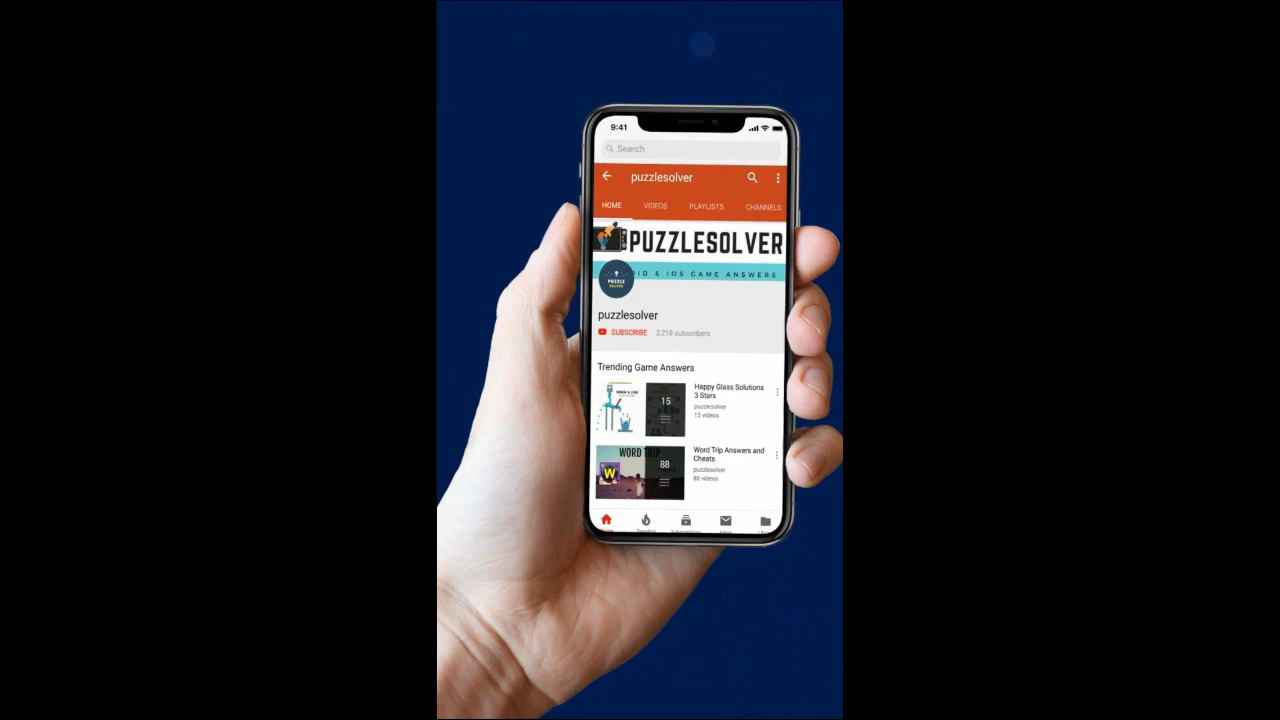 9:41
Search
puzzlesolver
HOME VIDEOS PLAYLISTS CHANNELS
PUZZLESOLVER
ID & IOS GAME ANSWERS
PUZZLE
SOLVER
puzzlesolver
SUBSCRIBE 3,218 subscribers
Trending Game Answers
15
Happy Glass Solutions
3 Stars
puzzlesolver
15 videos
WORD TRIP
W
88
Word Trip Answers and
Cheats
puzzlesolver
88 videos